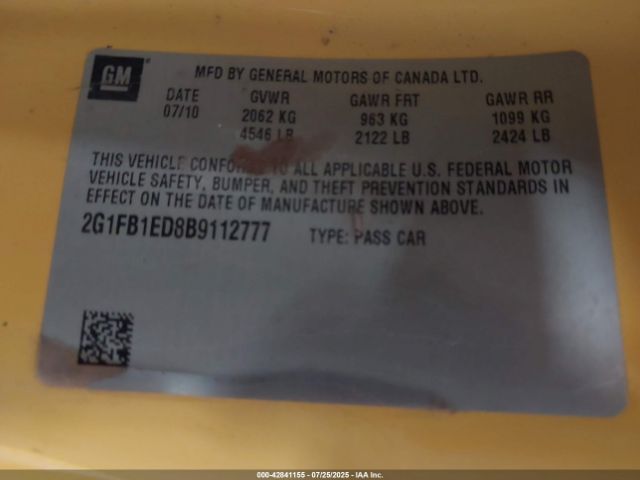 GM
MFD BY GENERAL MOTORS OF CANADA LTD.
DATE GVWR GAWR FRT GAWR RR
07/10 2062 KG 963 KG 1099 KG
4546 LB 2122 LB 2424 LB
THIS VEHICLE CONFORMS TO ALL APPLICABLE U.S. FEDERAL MOTOR
VEHICLE SAFETY, BUMPER, AND THEFT PREVENTION STANDARDS IN
EFFECT ON THE DATE OF MANUFACTURE SHOWN ABOVE.
2G1FB1ED8B9112777 TYPE: PASS CAR
000-42841155 - 07/25/2025 - IAA Inc.